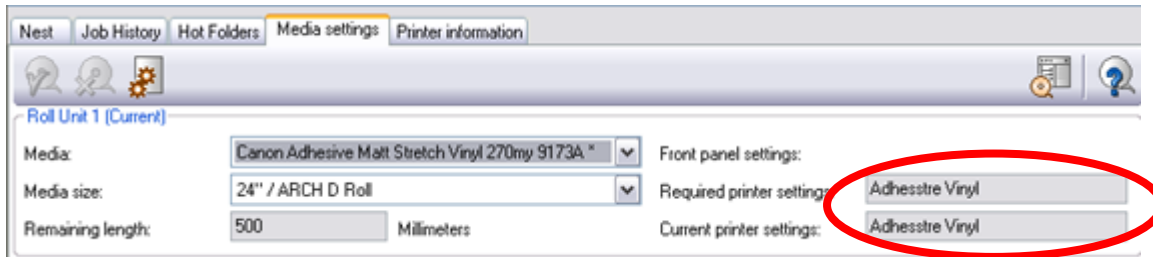 Nest Job History Hot Folders Media settings Printer information
Roll Unit 1 (Current)
Media: Canon Adhesive Matt Stretch Vinyl 270my 9173A * Front panel settings:
Media size: 24" / ARCH D Roll Required printer settings Adhesstre Vinyl
Remaining length: 500 Millimeters Current printer settings: Adhesstre Vinyl